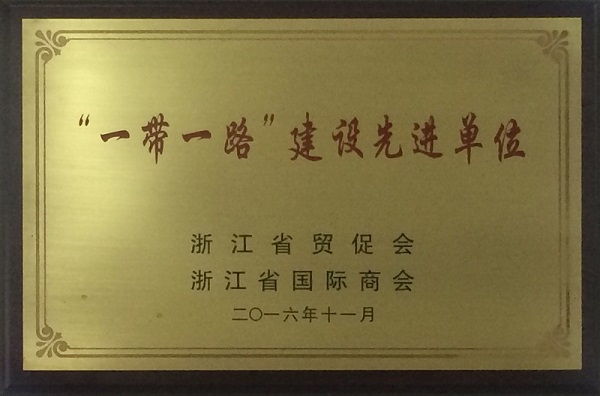 “一带一路”建设先进单位
浙江省贸促会
浙江省国际商会
二〇一六年十一月